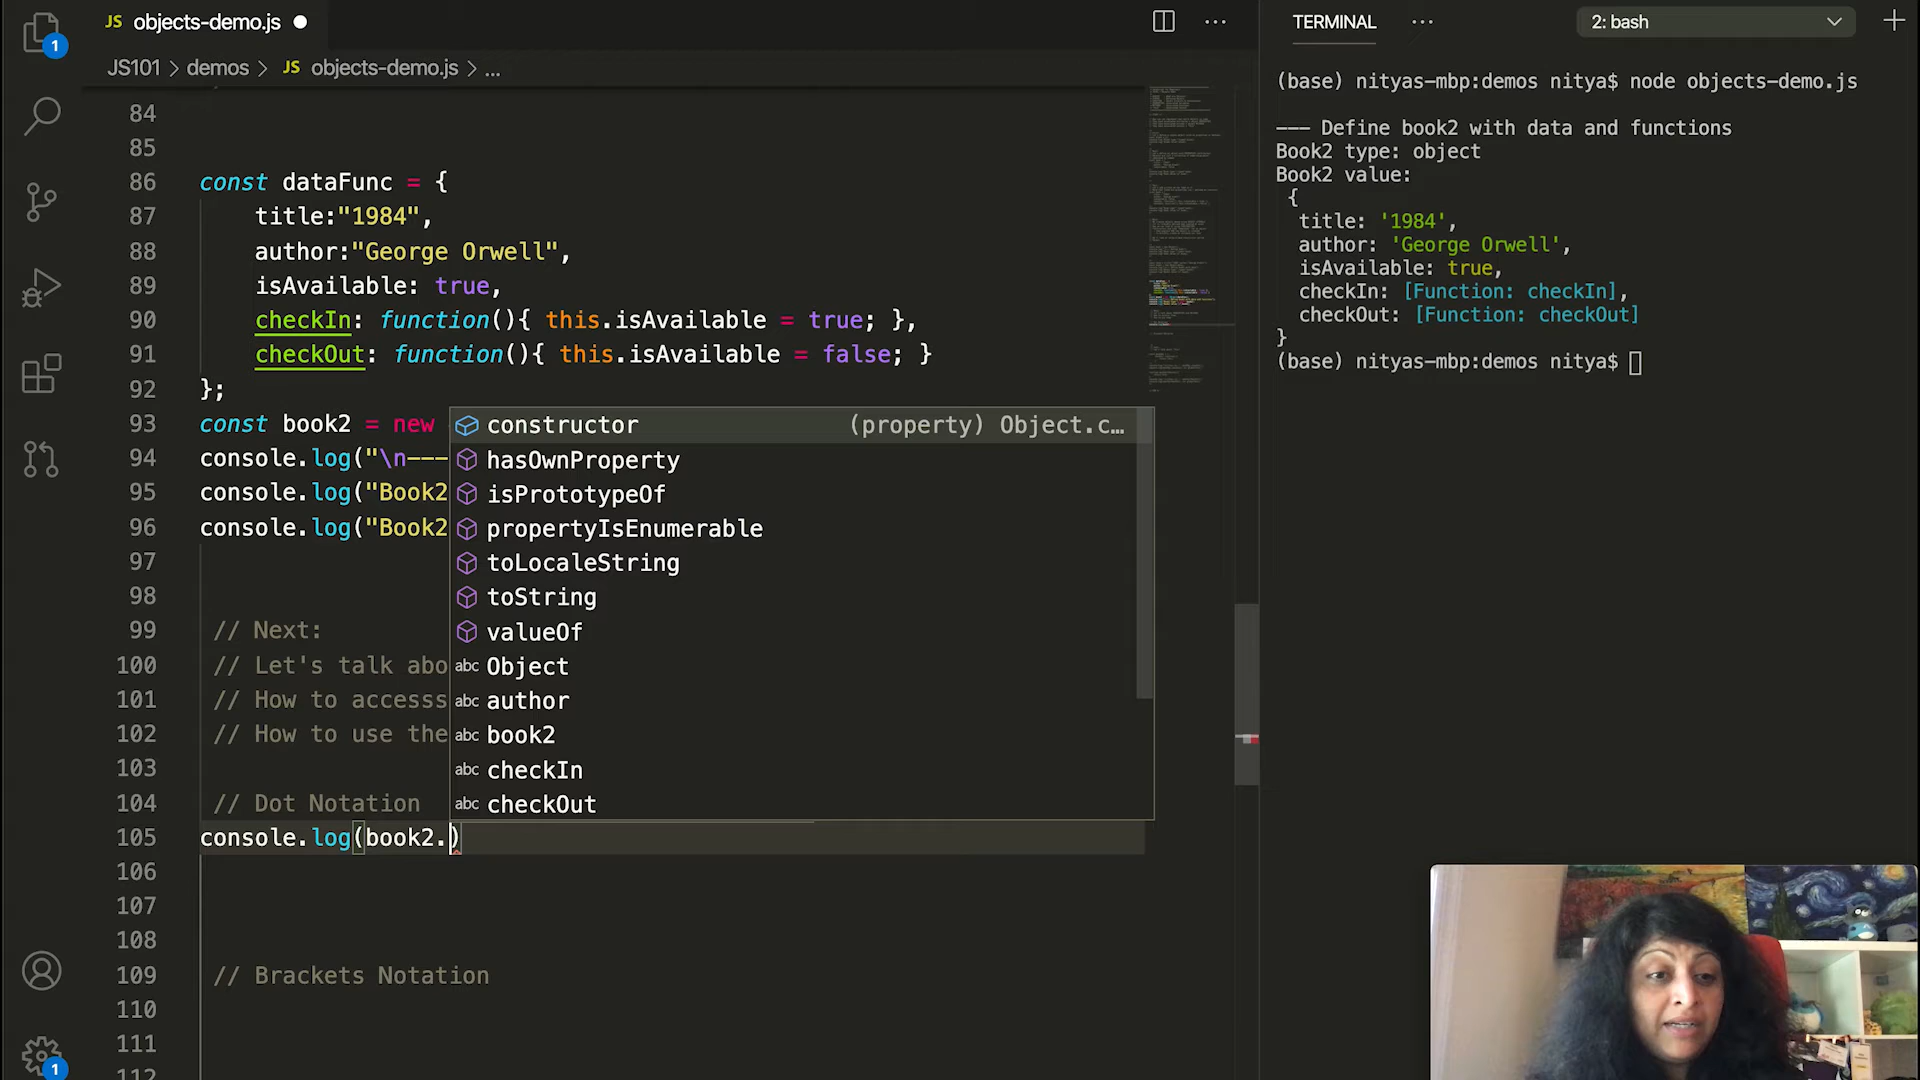 JS objects-demo.js
JS101 > demos > JS objects-demo.js > ...
84
85
86 const dataFunc = {
87 title:"1984",
88 author:"George Orwell",
89 isAvailable: true,
90 checkIn: function(){ this.isAvailable = true; },
91 checkOut: function(){ this.isAvailable = false; }
92 };
93 const book2 = new
94 console.log("\n---
95 console.log("Book2
96 console.log("Book2
97
98
99 // Next:
100 // Let's talk abo
101 // How to accesss
102 // How to use the
103
104 // Dot Notation
105 console.log(book2.)
106
107
108
109 // Brackets Notation
110
111
112
constructor (property) Object.c…
hasOwnProperty
isPrototypeOf
propertyIsEnumerable
toLocaleString
toString
valueOf
abc Object
abc author
abc book2
abc checkIn
abc checkOut
1
1
TERMINAL ... 2: bash
(base) nityas-mbp:demos nitya$ node objects-demo.js
--- Define book2 with data and functions
Book2 type: object
Book2 value:
{
title: '1984',
author: 'George Orwell',
isAvailable: true,
checkIn: [Function: checkIn],
checkOut: [Function: checkOut]
}
(base) nityas-mbp:demos nitya$